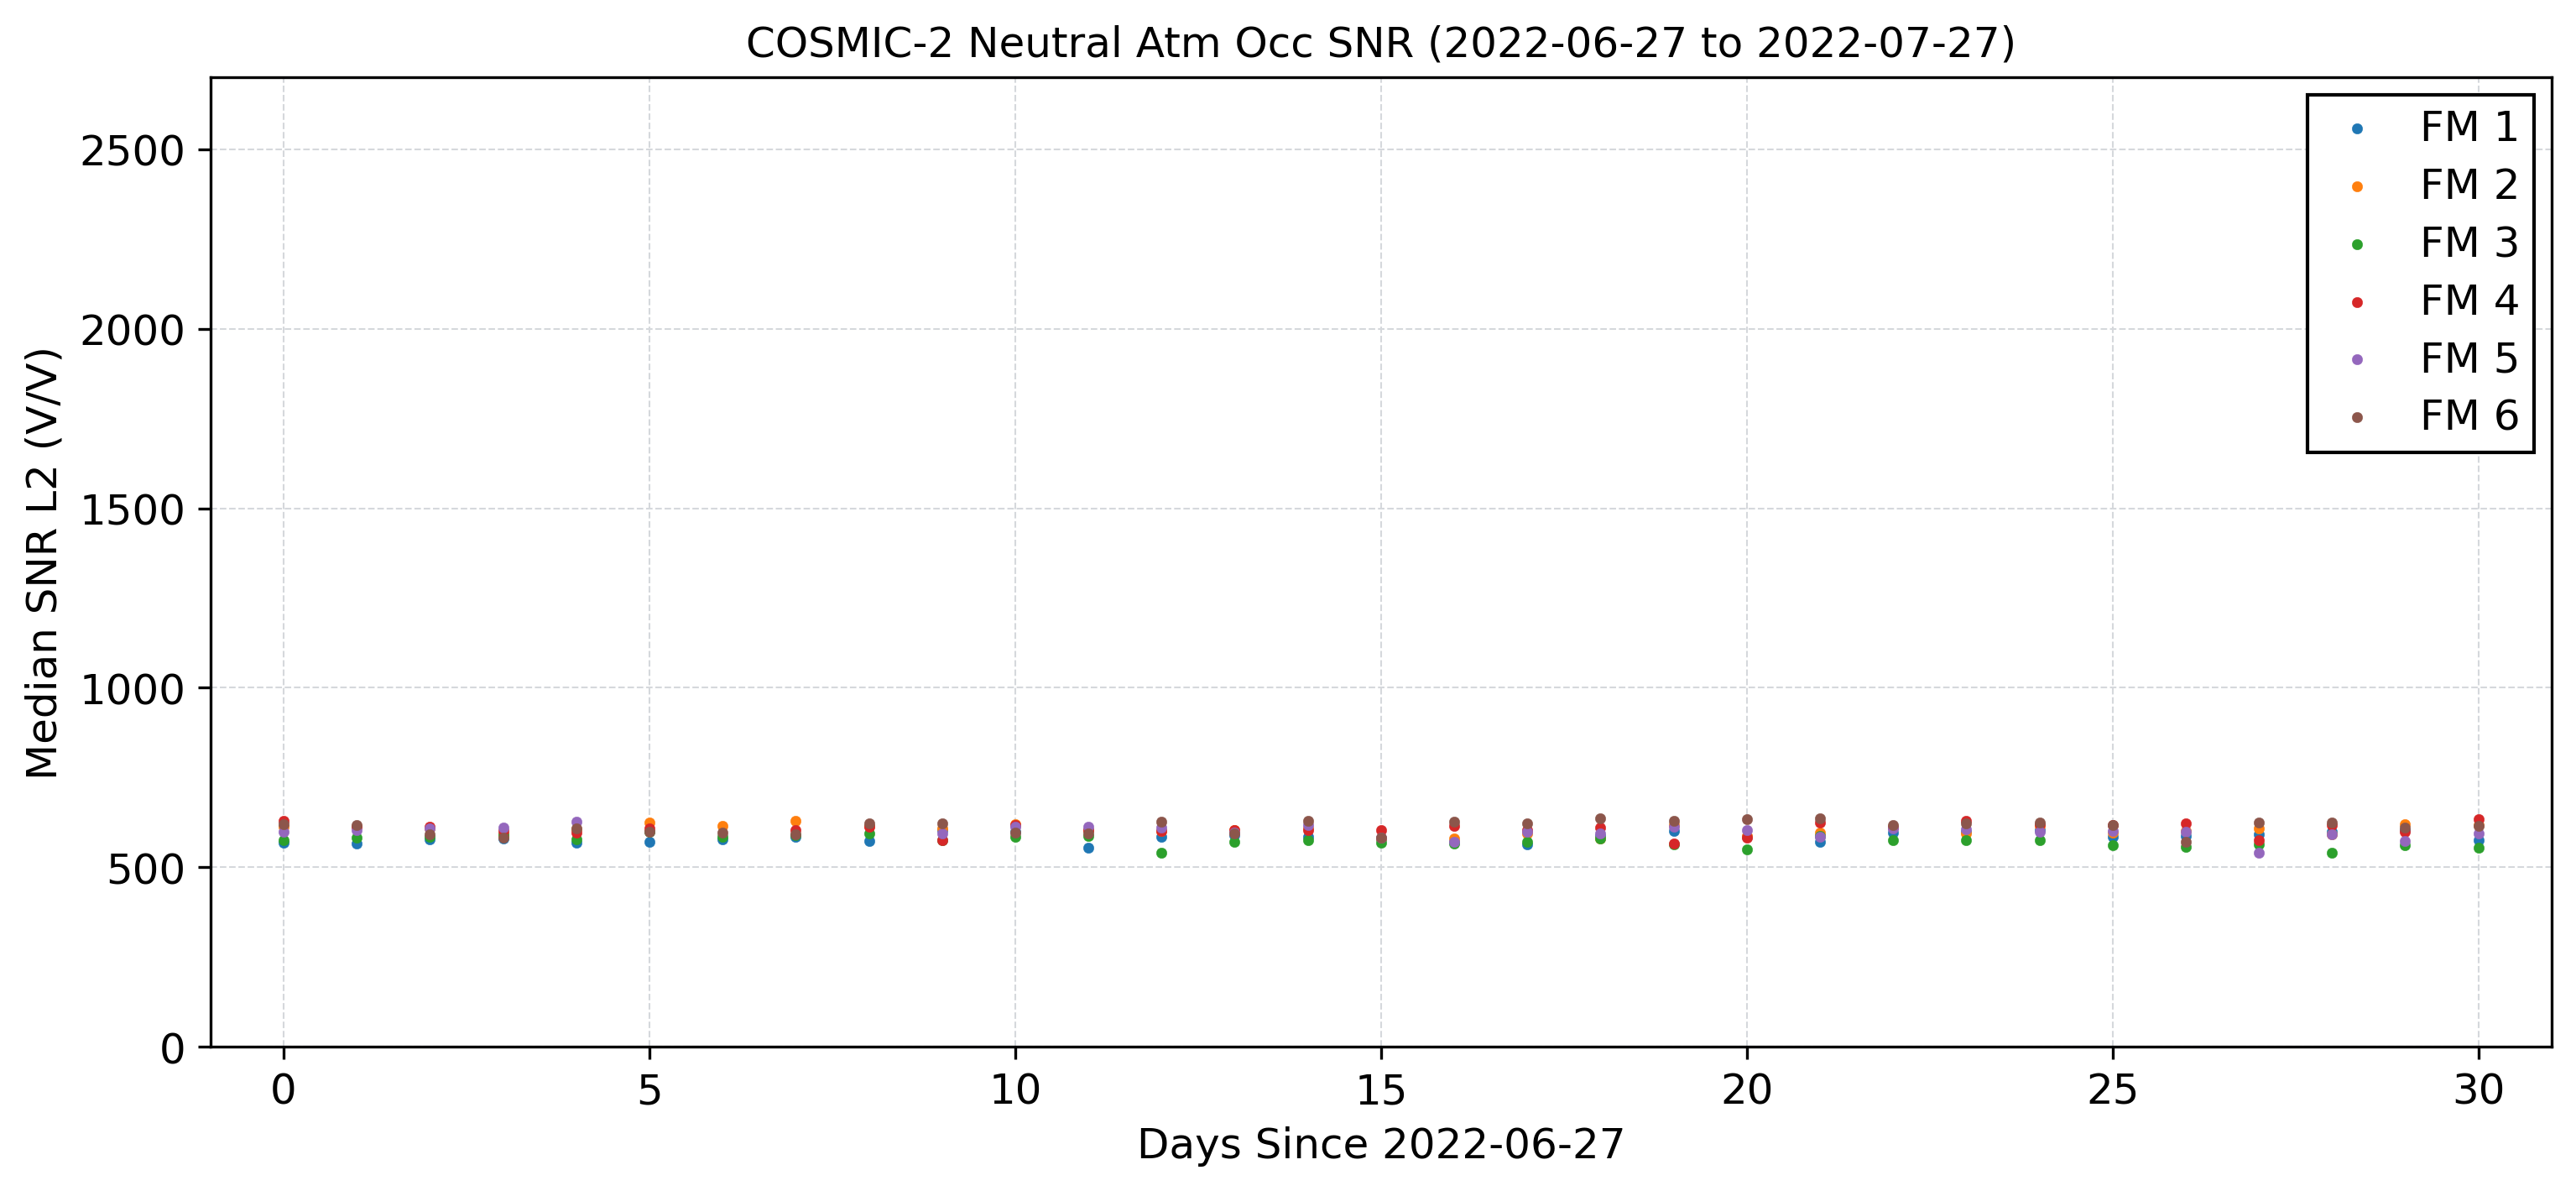 COSMIC-2 Neutral Atm Occ SNR (2022-06-27 to 2022-07-27)
Median SNR L2 (V/V)
2500
2000
1500
1000
500
0
FM 1
FM 2
FM 3
FM 4
FM 5
FM 6
0 5 10 15 20 25 30
Days Since 2022-06-27